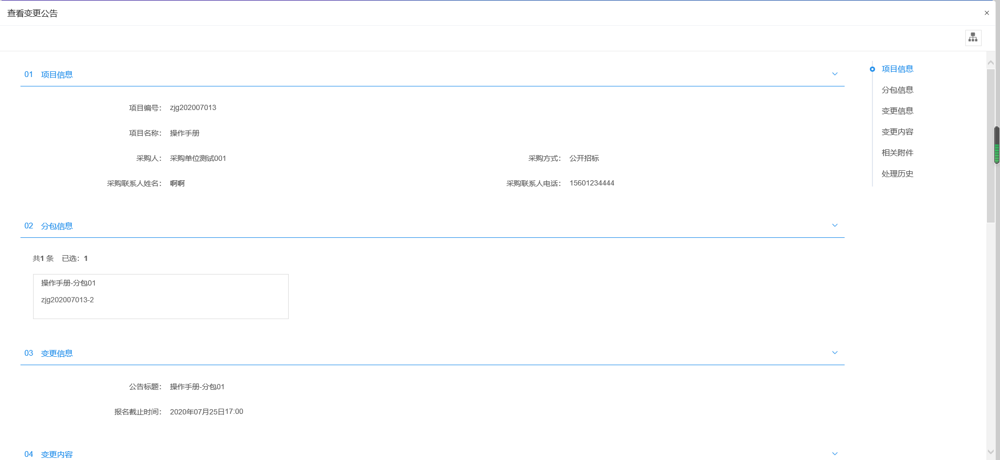 查看变更公告
×
01 项目信息
项目编号： zjg202007013
项目名称： 操作手册
采购人： 采购单位测试001
采购方式： 公开招标
采购联系人姓名： 啊啊
采购联系人电话： 15601234444
02 分包信息
共1 条 已选：1
操作手册-分包01
zjg202007013-2
03 变更信息
公告标题： 操作手册-分包01
报名截止时间： 2020年07月25日17:00
04 变更内容
项目信息
分包信息
变更信息
变更内容
相关附件
处理历史